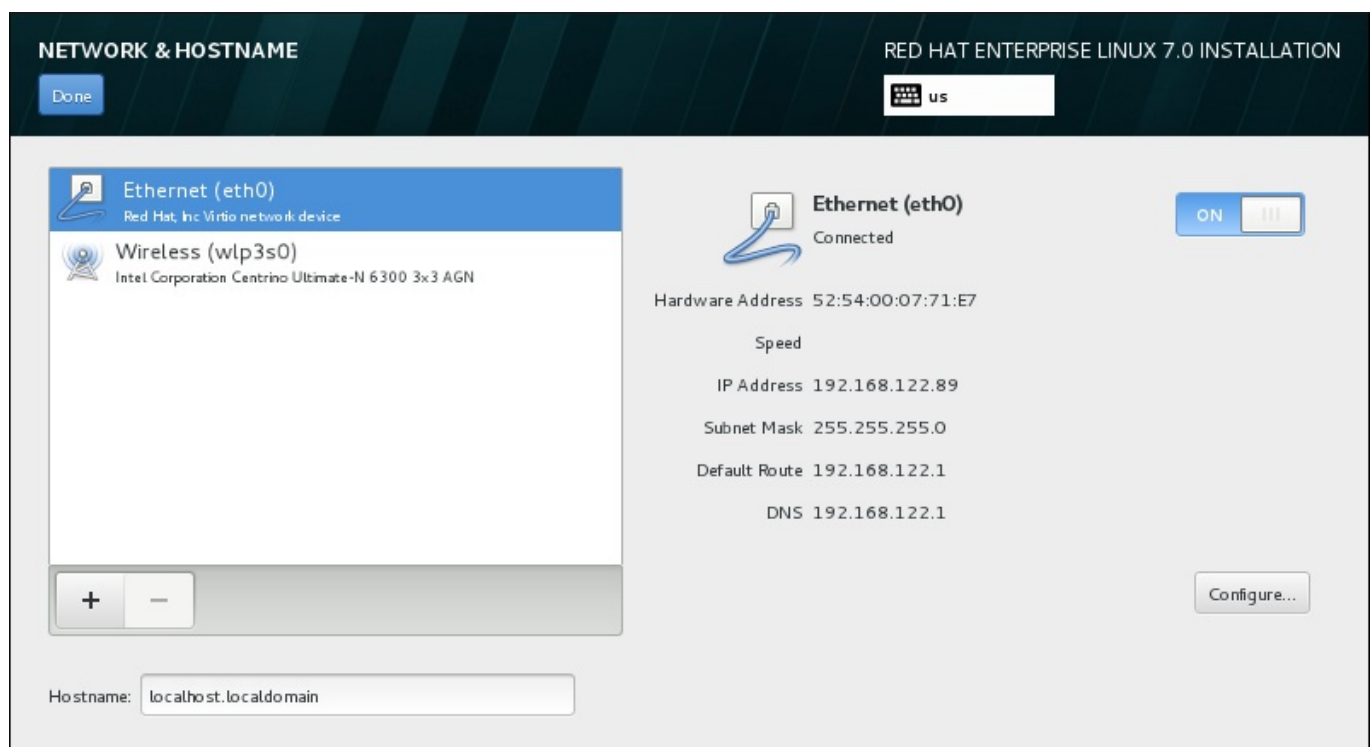 NETWORK & HOSTNAME
Done
RED HAT ENTERPRISE LINUX 7.0 INSTALLATION
us
Ethernet (eth0)
Red Hat, Inc Virtio network device
Wireless (wlp3s0)
Intel Corporation Centrino Ultimate-N 6300 3x3 AGN
+ −
Hostname: localhost.localdomain
Ethernet (eth0)
Connected
ON
Hardware Address 52:54:00:07:71:E7
Speed
IP Address 192.168.122.89
Subnet Mask 255.255.255.0
Default Route 192.168.122.1
DNS 192.168.122.1
Configure...